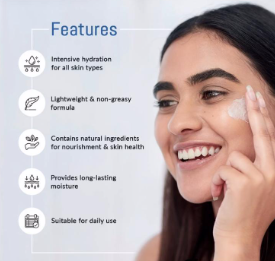 Features
Intensive hydration
for all skin types
Lightweight & non-greasy
formula
Contains natural ingredients
for nourishment & skin health
Provides long-lasting
moisture
Suitable for daily use